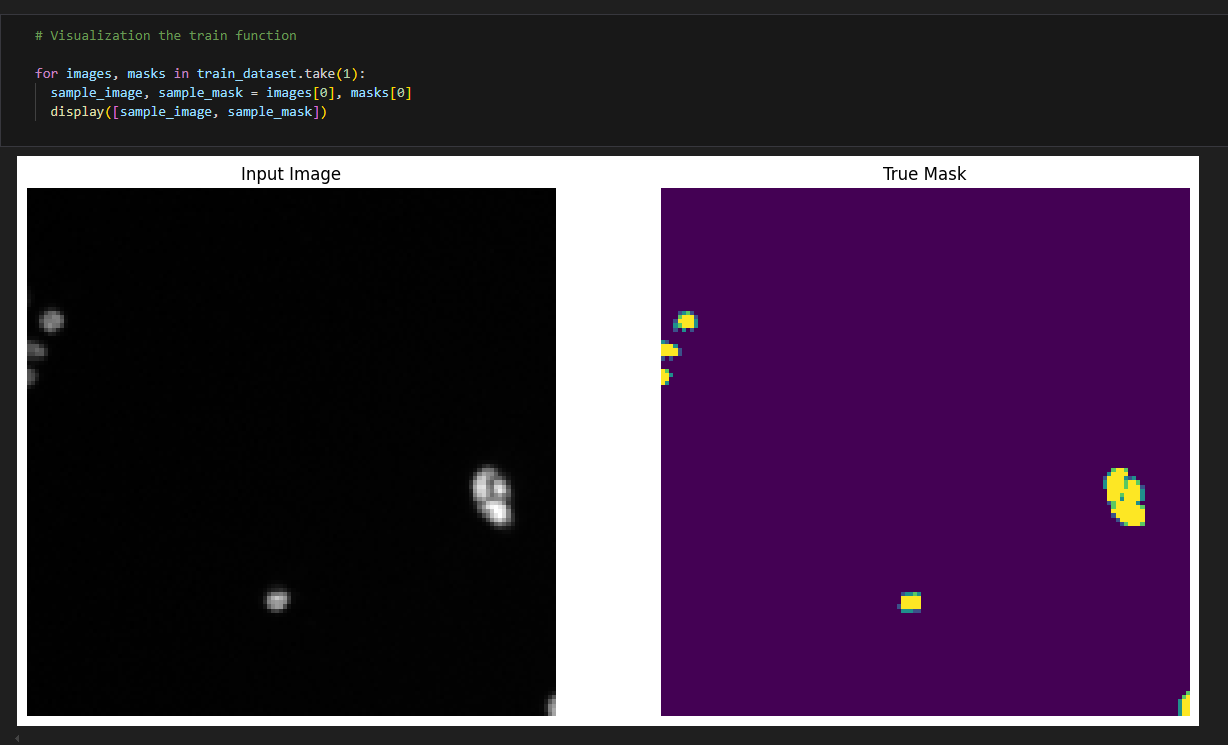 # Visualization the train function
for images, masks in train_dataset.take(1):
sample_image, sample_mask = images[0], masks[0]
display([sample_image, sample_mask])
Input Image
True Mask